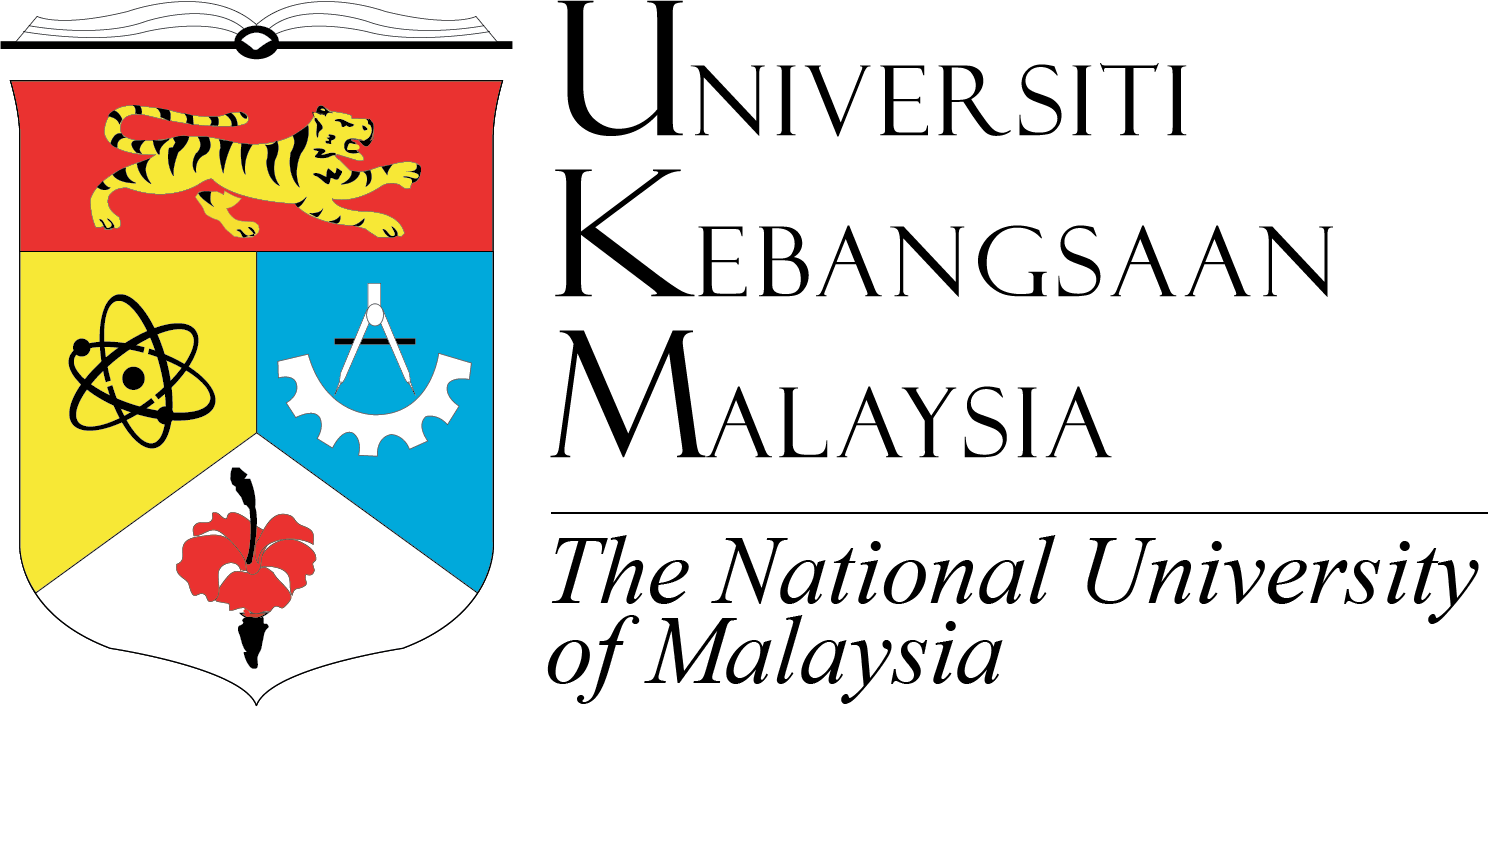 UNIVERSITI
KEBANGSAAN
MALAYSIA
The National University
of Malaysia